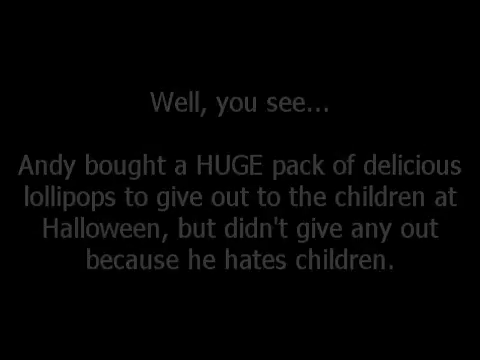 Well, you see...
Andy bought a HUGE pack of delicious
lollipops to give out to the children at
Halloween, but didn't give any out
because he hates children.